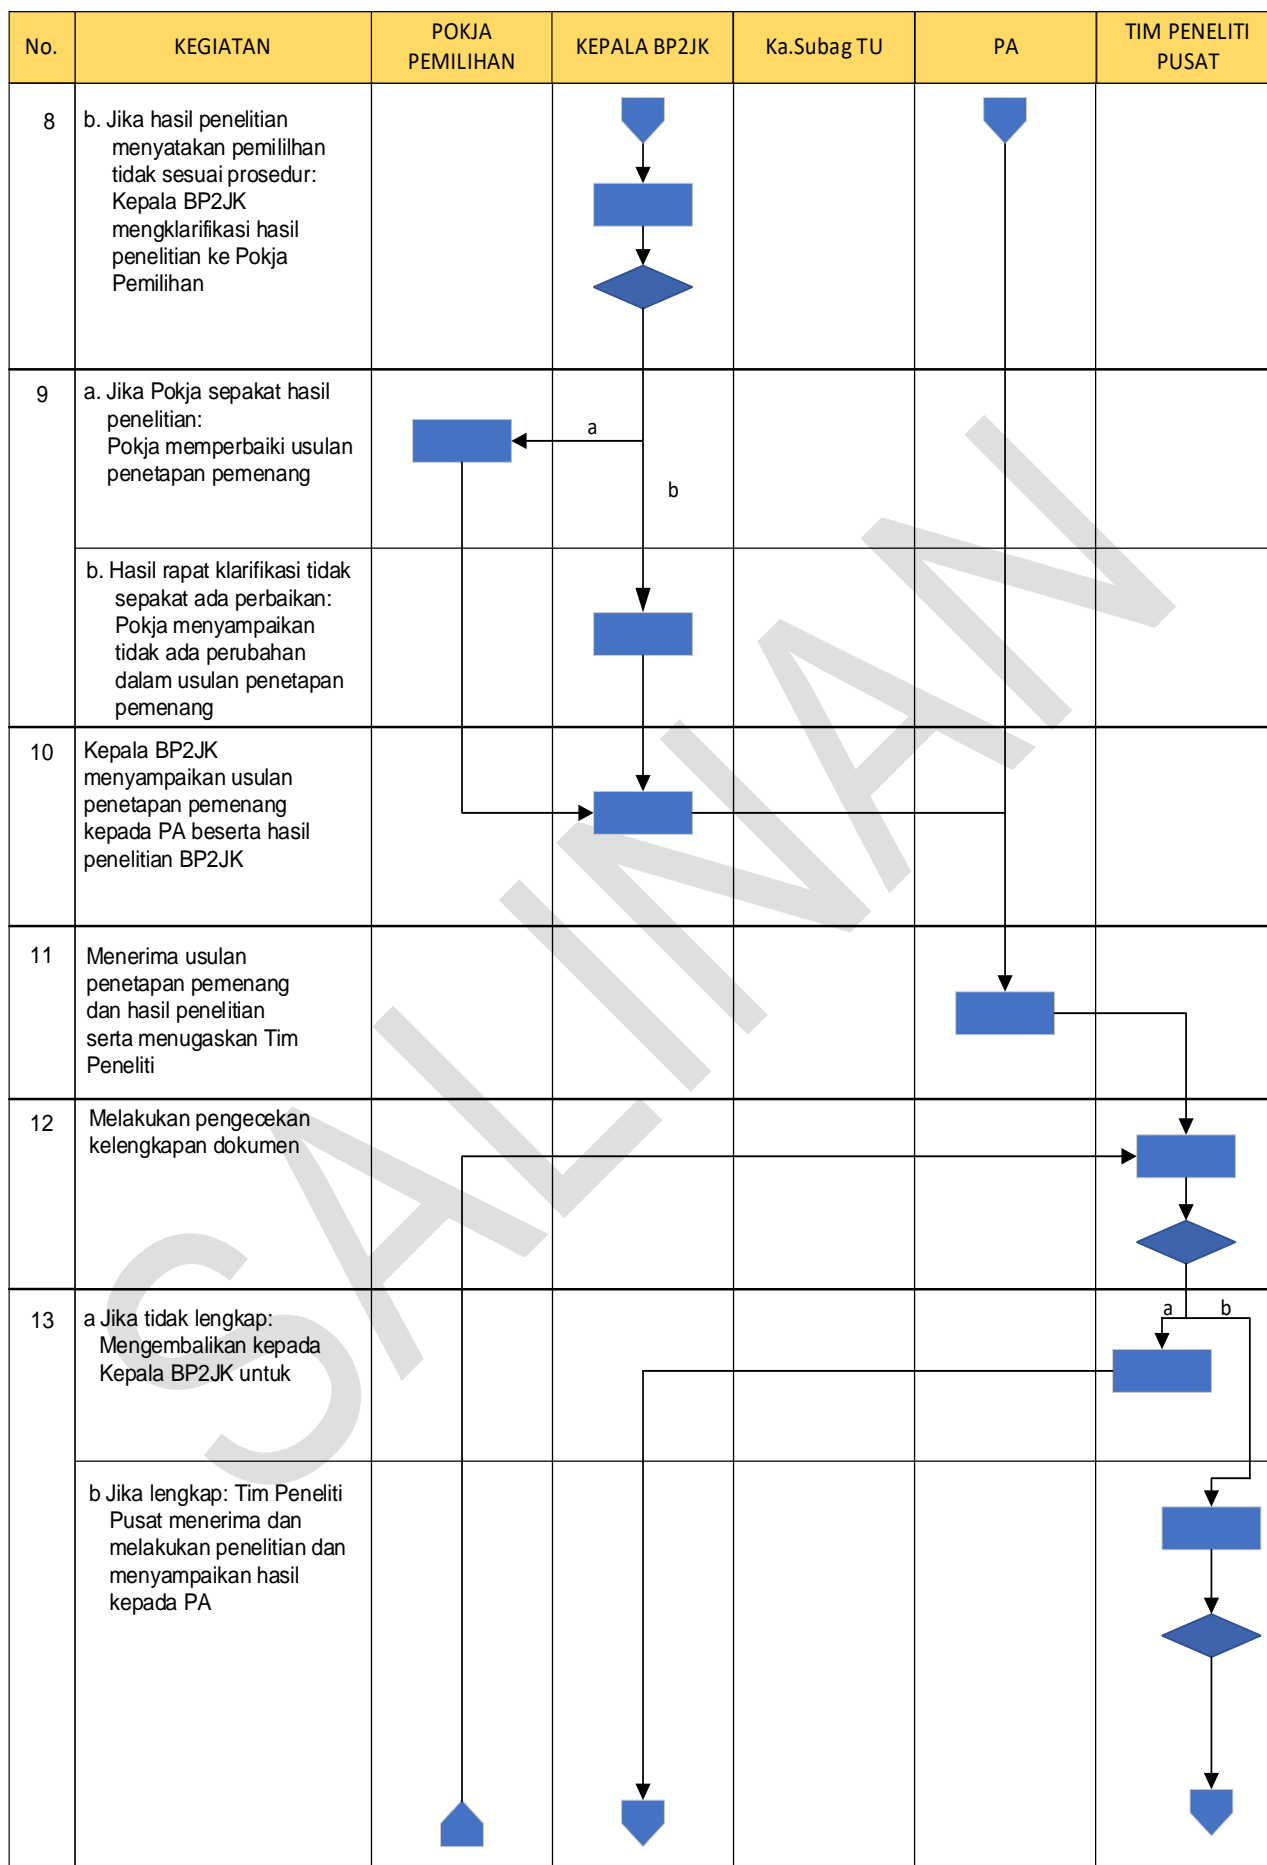 No.
KEGIATAN
POKJA
PEMILIHAN
KEPALA BP2JK
Ka.Subag TU
PA
TIM PENELITI
PUSAT
8
b. Jika hasil penelitian
menyatakan pemililhan
tidak sesuai prosedur:
Kepala BP2JK
mengklarifikasi hasil
penelitian ke Pokja
Pemilihan
9
a. Jika Pokja sepakat hasil
penelitian:
Pokja memperbaiki usulan
penetapan pemenang
a
b
b. Hasil rapat klarifikasi tidak
sepakat ada perbaikan:
Pokja menyampaikan
tidak ada perubahan
dalam usulan penetapan
pemenang
10
Kepala BP2JK
menyampaikan usulan
penetapan pemenang
kepada PA beserta hasil
penelitian BP2JK
11
Menerima usulan
penetapan pemenang
dan hasil penelitian
serta menugaskan Tim
Peneliti
12
Melakukan pengecekan
kelengkapan dokumen
13
a Jika tidak lengkap:
Mengembalikan kepada
Kepala BP2JK untuk
a
b
b Jika lengkap: Tim Peneliti
Pusat menerima dan
melakukan penelitian dan
menyampaikan hasil
kepada PA
SALINAN